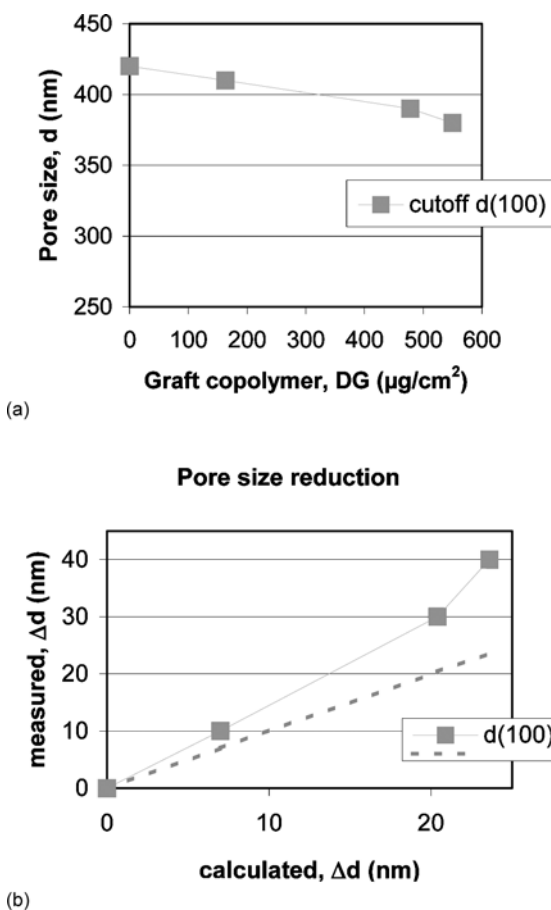 450
400
350
300
250
Pore size, d (nm)
cutoff d(100)
0 100 200 300 400 500 600
Graft copolymer, DG (µg/cm²)
(a)
Pore size reduction
40
30
20
10
0
measured, Δd (nm)
d(100)
0 10 20
calculated, Δd (nm)
(b)